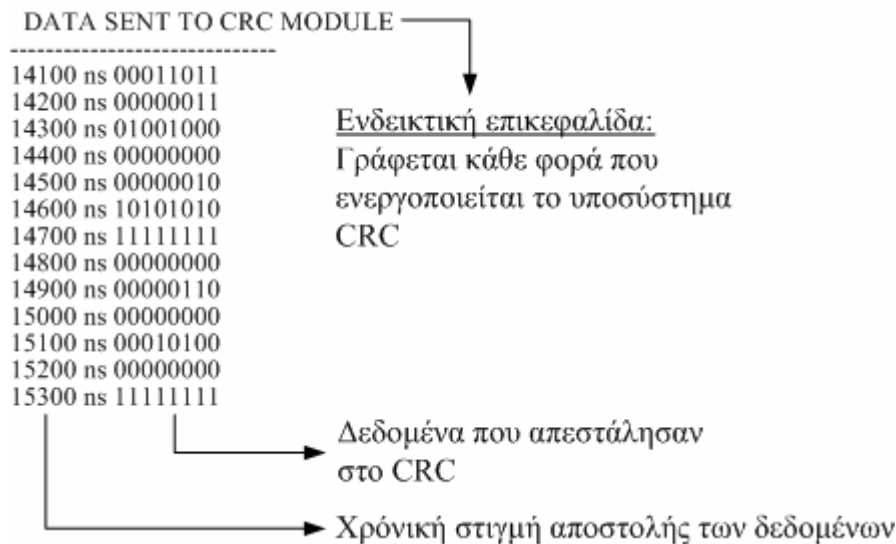 DATA SENT TO CRC MODULE
-----------------------------
14100 ns 00011011
14200 ns 00000011
14300 ns 01001000
14400 ns 00000000
14500 ns 00000010
14600 ns 10101010
14700 ns 11111111
14800 ns 00000000
14900 ns 00000110
15000 ns 00000000
15100 ns 00010100
15200 ns 00000000
15300 ns 11111111
Ενδεικτική επικεφαλίδα:
Γράφεται κάθε φορά που
ενεργοποιείται το υποσύστημα
CRC
Δεδομένα που απεστάλησαν
στο CRC
Χρόνική στιγμή αποστολής των δεδομένων